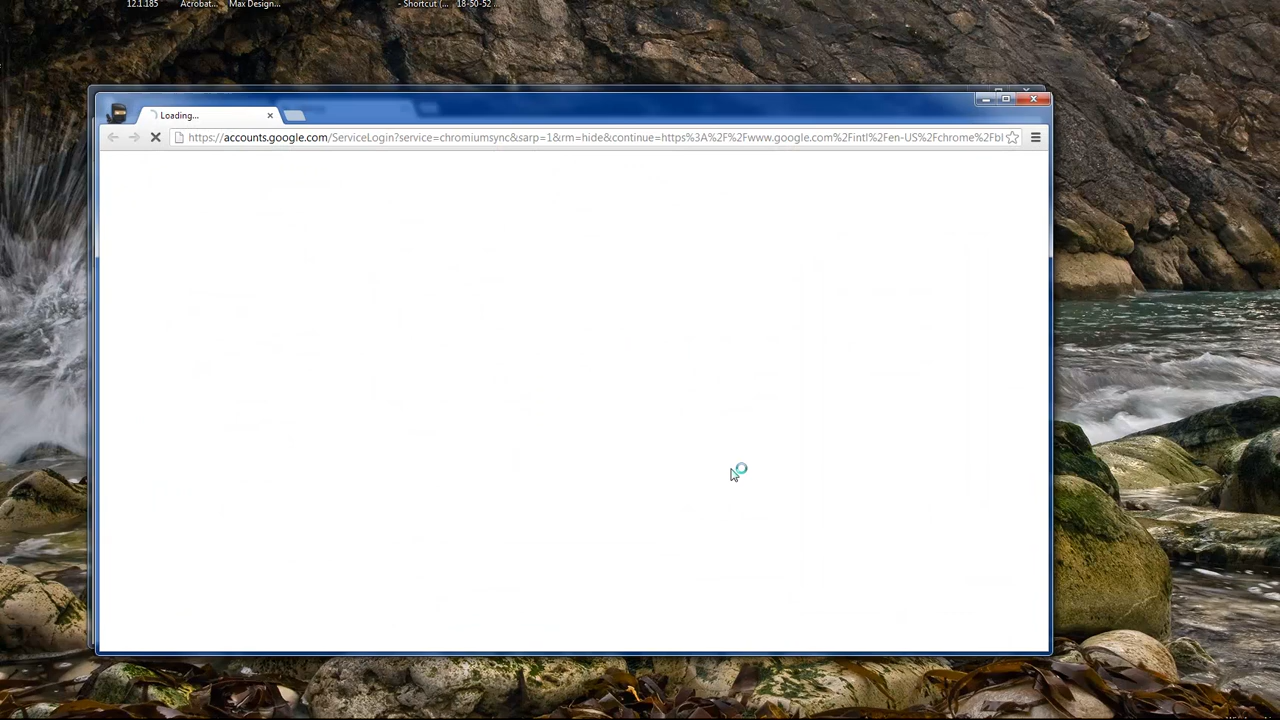 12.1.185 Acrobat... Max Design... - Shortcut (... 18-50-52 ...
Loading...
https://accounts.google.com/ServiceLogin?service=chromiumsync&sarp=1&rm=hide&continue=https%3A%2F%2Fwww.google.com%2Fintl%2Fen-US%2Fchrome%2Fbl